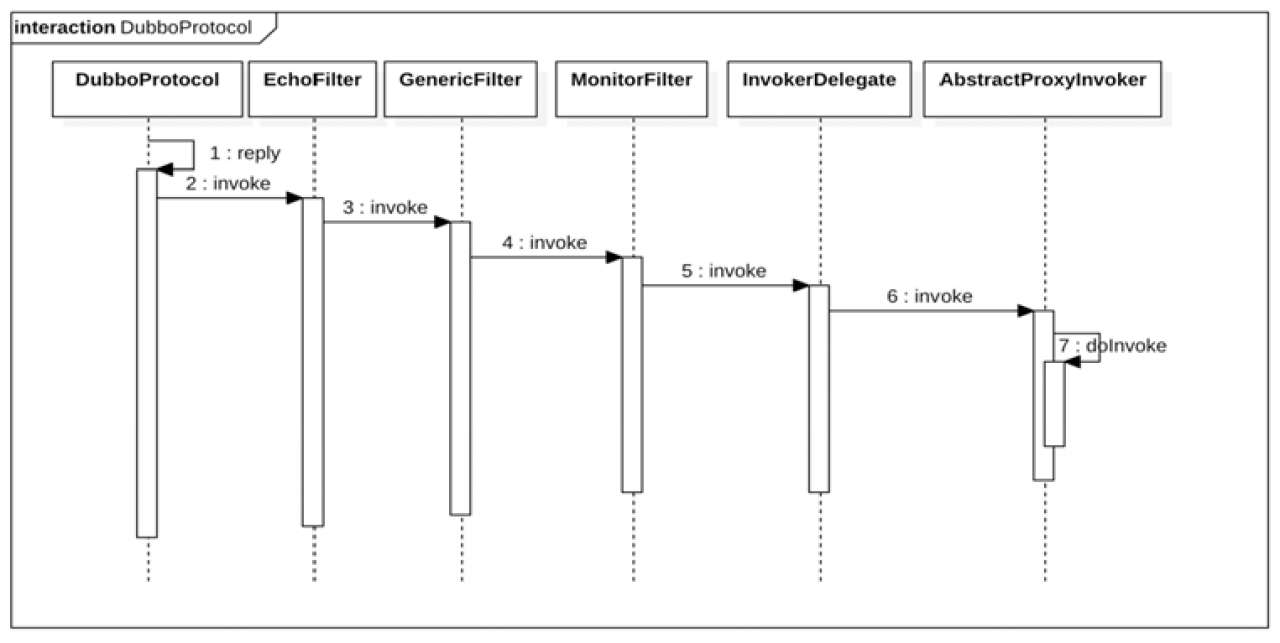 interaction DubboProtocol
DubboProtocol
EchoFilter
GenericFilter
MonitorFilter
InvokerDelegate
AbstractProxyInvoker
1 : reply
2 : invoke
3 : invoke
4 : invoke
5 : invoke
6 : invoke
7 : doInvoke